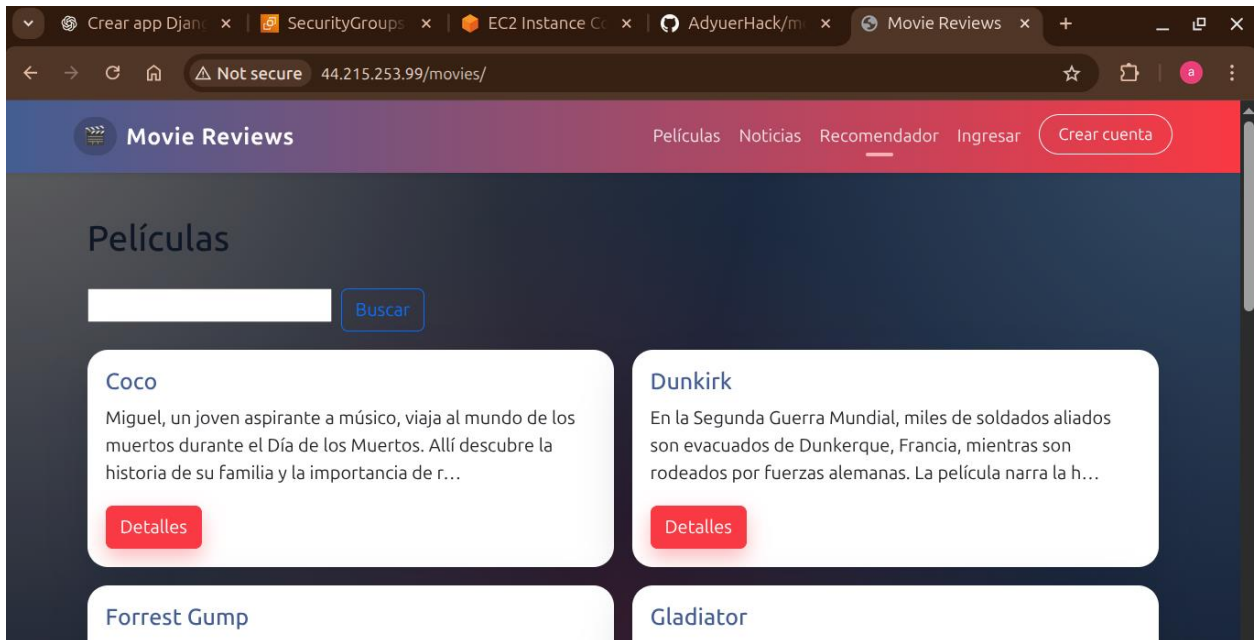 Crear app Djang
SecurityGroups
EC2 Instance Co
AdyuerHack/m
Movie Reviews
Not secure 44.215.253.99/movies/
a
Movie Reviews
Películas Noticias Recomendador Ingresar Crear cuenta
Películas
Buscar
Coco
Miguel, un joven aspirante a músico, viaja al mundo de los
muertos durante el Día de los Muertos. Allí descubre la
historia de su familia y la importancia de r…
Detalles
Dunkirk
En la Segunda Guerra Mundial, miles de soldados aliados
son evacuados de Dunkerque, Francia, mientras son
rodeados por fuerzas alemanas. La película narra la h…
Detalles
Forrest Gump
Gladiator